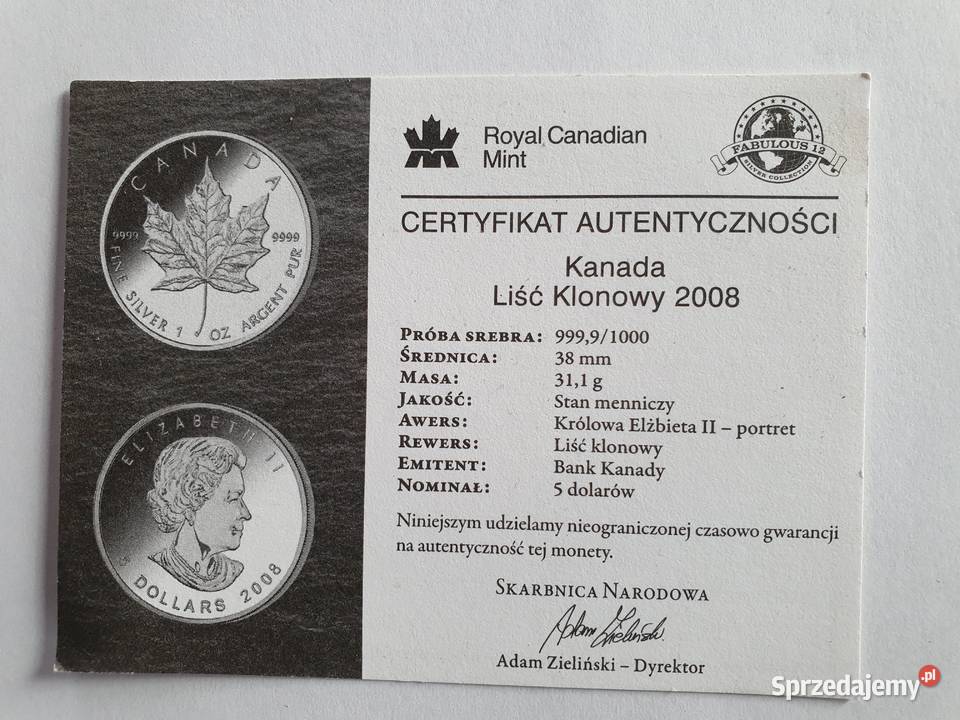 CANADA
9999 9999
FINE SILVER 1 OZ ARGENT PUR
ELIZABETH II
5 DOLLARS 2008
Royal Canadian
Mint
FABULOUS 12
SILVER COLLECTION
CERTYFIKAT AUTENTYCZNOŚCI
Kanada
Liść Klonowy 2008
PRÓBA SREBRA: 999,9/1000
ŚREDNICA: 38 mm
MASA: 31,1 g
JAKOŚĆ: Stan menniczy
AWERS: Królowa Elżbieta II – portret
REWERS: Liść klonowy
EMITENT: Bank Kanady
NOMINAŁ: 5 dolarów
Niniejszym udzielamy nieograniczonej czasowo gwarancji
na autentyczność tej monety.
SKARBNICA NARODOWA
Adam Zieliński
Adam Zieliński – Dyrektor
Sprzedajemy.pl